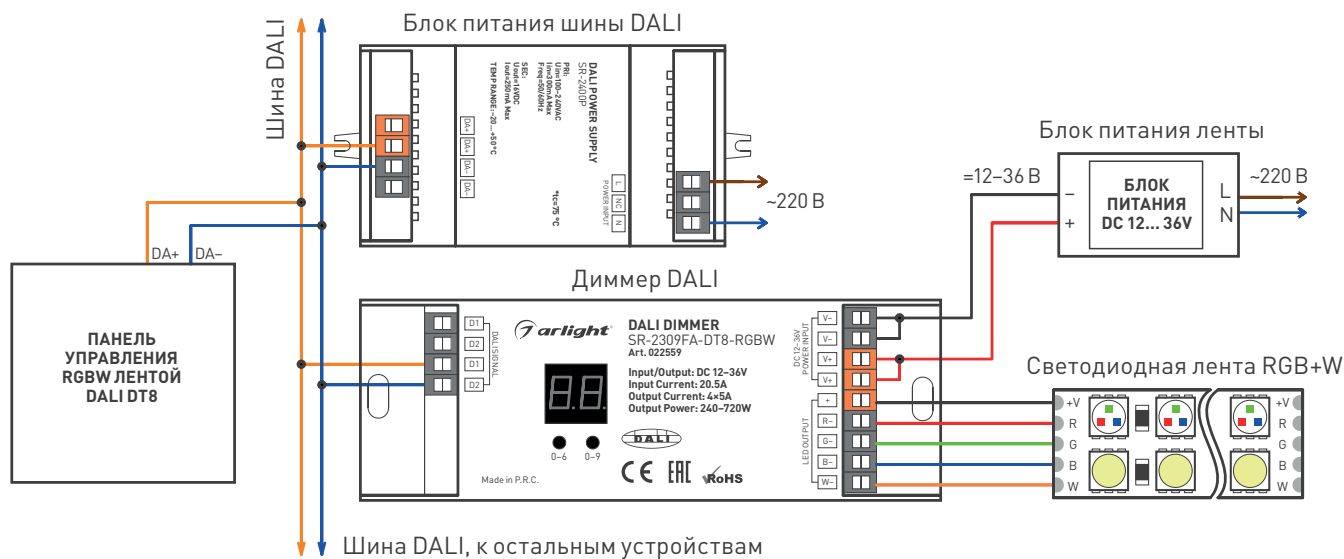 Блок питания шины DALI
Шина DALI
DALI POWER SUPPLY
SR-2400P
PRI:
Uin=100-240VAC
Iin=300mA Max
Freq=50/60Hz
SEC:
Uout=16VDC
Iout=250mA Max
TEMP RANGE: -20... +50°C
*tc=75 °C
DA+
DA+
DA-
DA-
POWER INPUT
L
NC
N
~220 В
Блок питания ленты
=12–36 В
–
+
БЛОК
ПИТАНИЯ
DC 12... 36V
L
N
~220 В
DA+
DA–
ПАНЕЛЬ
УПРАВЛЕНИЯ
RGBW ЛЕНТОЙ
DALI DT8
Диммер DALI
D1
D2
D1
D2
DALI SIGNAL
arlight
DALI DIMMER
SR-2309FA-DT8-RGBW
Art. 022559
Input/Output: DC 12-36V
Input Current: 20.5A
Output Current: 4×5A
Output Power: 240-720W
8.8.
0–6
0–9
DALI
CE EAC RoHS
Made in P.R.C.
DC 12-36V
POWER INPUT
V–
V–
V+
V+
LED OUTPUT
+
R–
G–
B–
W–
Светодиодная лента RGB+W
+V
R
G
B
W
+V
R
G
B
W
Шина DALI, к остальным устройствам